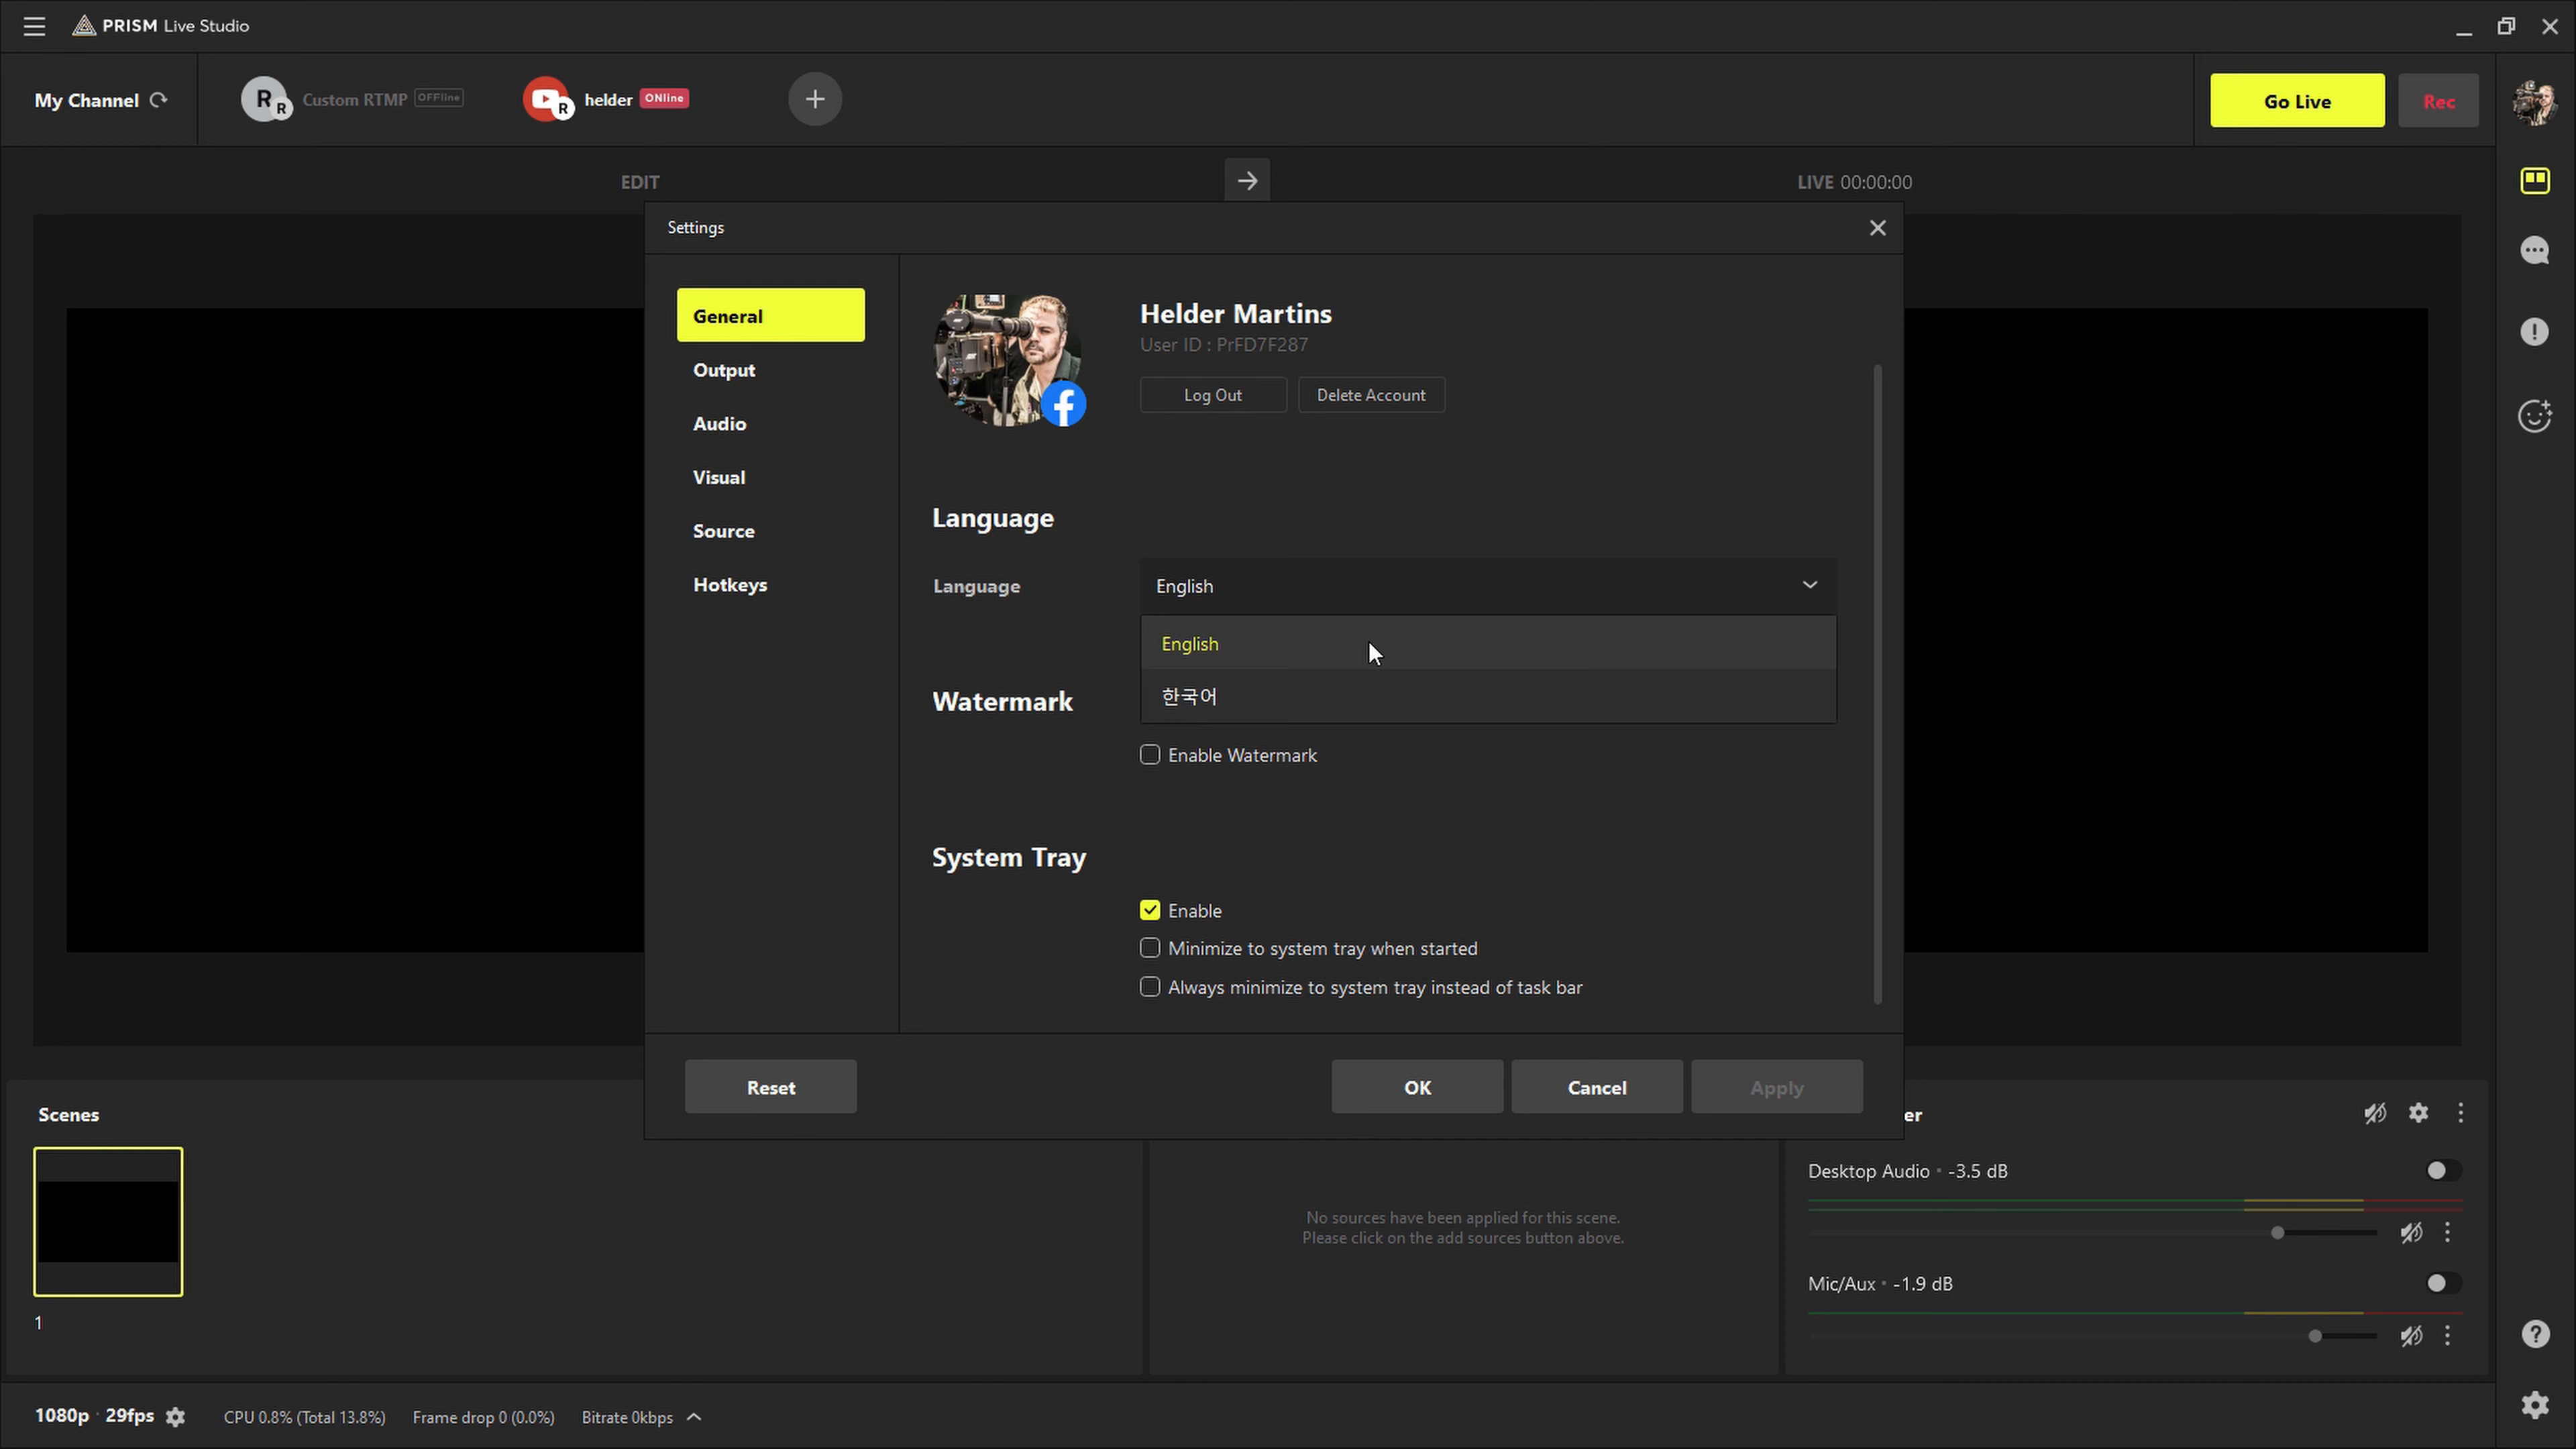 PRISM Live Studio
My Channel
R R Custom RTMP OFFline
R helder ONline
Go Live
Rec
EDIT
LIVE 00:00:00
Settings
General
Output
Audio
Visual
Source
Hotkeys
Helder Martins
User ID : PrFD7F287
Log Out
Delete Account
Language
Language
English
English
한국어
Watermark
Enable Watermark
System Tray
Enable
Minimize to system tray when started
Always minimize to system tray instead of task bar
Reset
OK
Cancel
Apply
Scenes
1
No sources have been applied for this scene.
Please click on the add sources button above.
er
Desktop Audio • -3.5 dB
Mic/Aux • -1.9 dB
1080p · 29fps
CPU 0.8% (Total 13.8%)
Frame drop 0 (0.0%)
Bitrate 0kbps